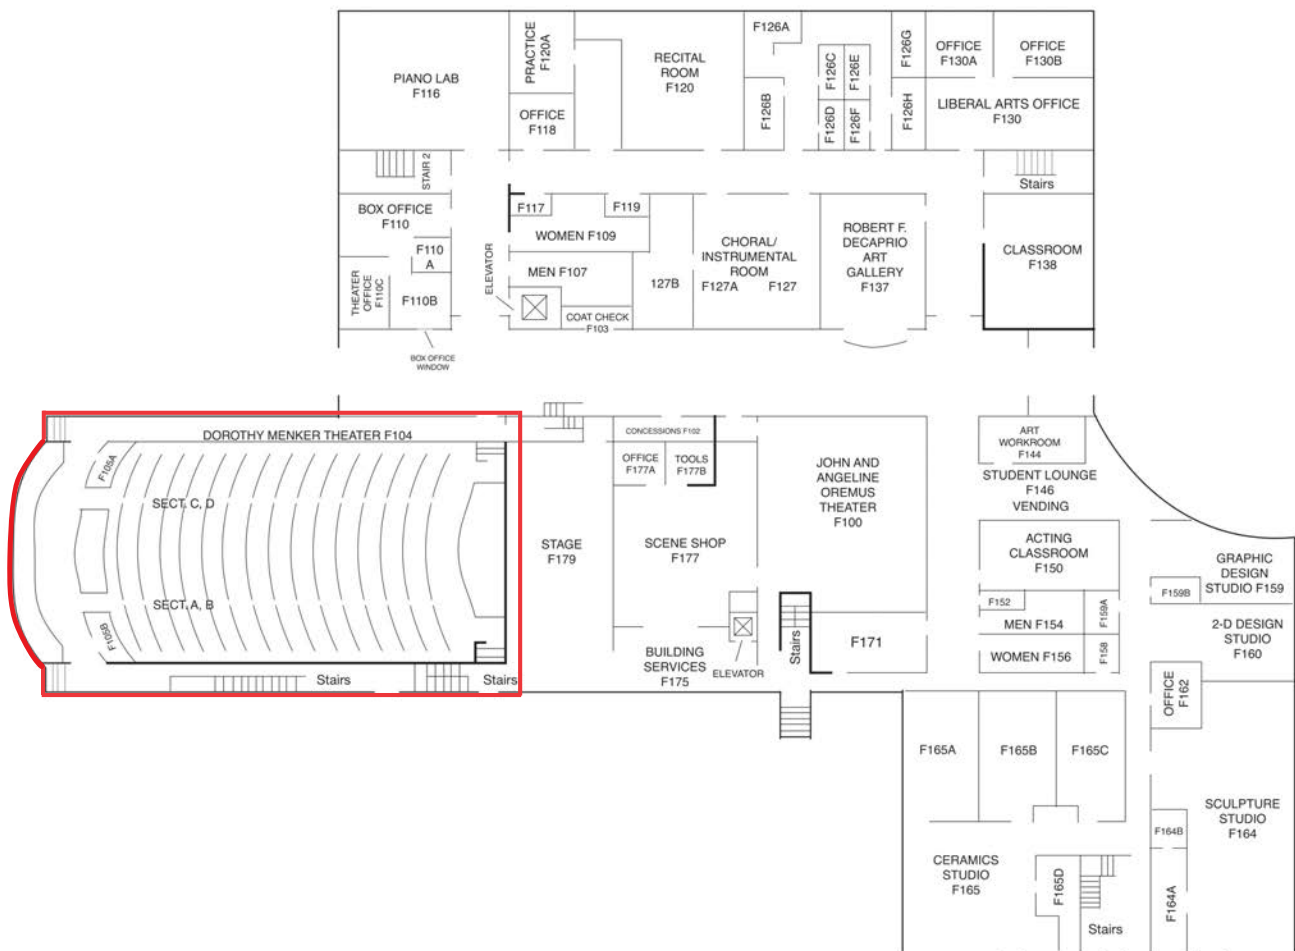 PIANO LAB
F116
PRACTICE
F120A
OFFICE
F118
RECITAL
ROOM
F120
F126A
F126B
F126C
F126E
F126D
F126F
F126G
F126H
OFFICE
F130A
OFFICE
F130B
LIBERAL ARTS OFFICE
F130
STAIR 2
Stairs
BOX OFFICE
F110
F110
A
THEATER
OFFICE
F110C
F110B
BOX OFFICE
WINDOW
ELEVATOR
F117
F119
WOMEN F109
MEN F107
COAT CHECK
F103
127B
CHORAL/
INSTRUMENTAL
ROOM
F127A
F127
ROBERT F.
DECAPRIO
ART
GALLERY
F137
CLASSROOM
F138
DOROTHY MENKER THEATER F104
F105A
SECT. C, D
SECT. A, B
F105B
Stairs
Stairs
STAGE
F179
CONCESSIONS F102
OFFICE
F177A
TOOLS
F177B
SCENE SHOP
F177
BUILDING
SERVICES
F175
ELEVATOR
Stairs
JOHN AND
ANGELINE
OREMUS
THEATER
F100
F171
ART
WORKROOM
F144
STUDENT LOUNGE
F146
VENDING
ACTING
CLASSROOM
F150
F152
MEN F154
WOMEN F156
F159A
F158
F159B
GRAPHIC
DESIGN
STUDIO F159
2-D DESIGN
STUDIO
F160
OFFICE
F162
F165A
F165B
F165C
CERAMICS
STUDIO
F165
F165D
Stairs
F164B
F164A
SCULPTURE
STUDIO
F164